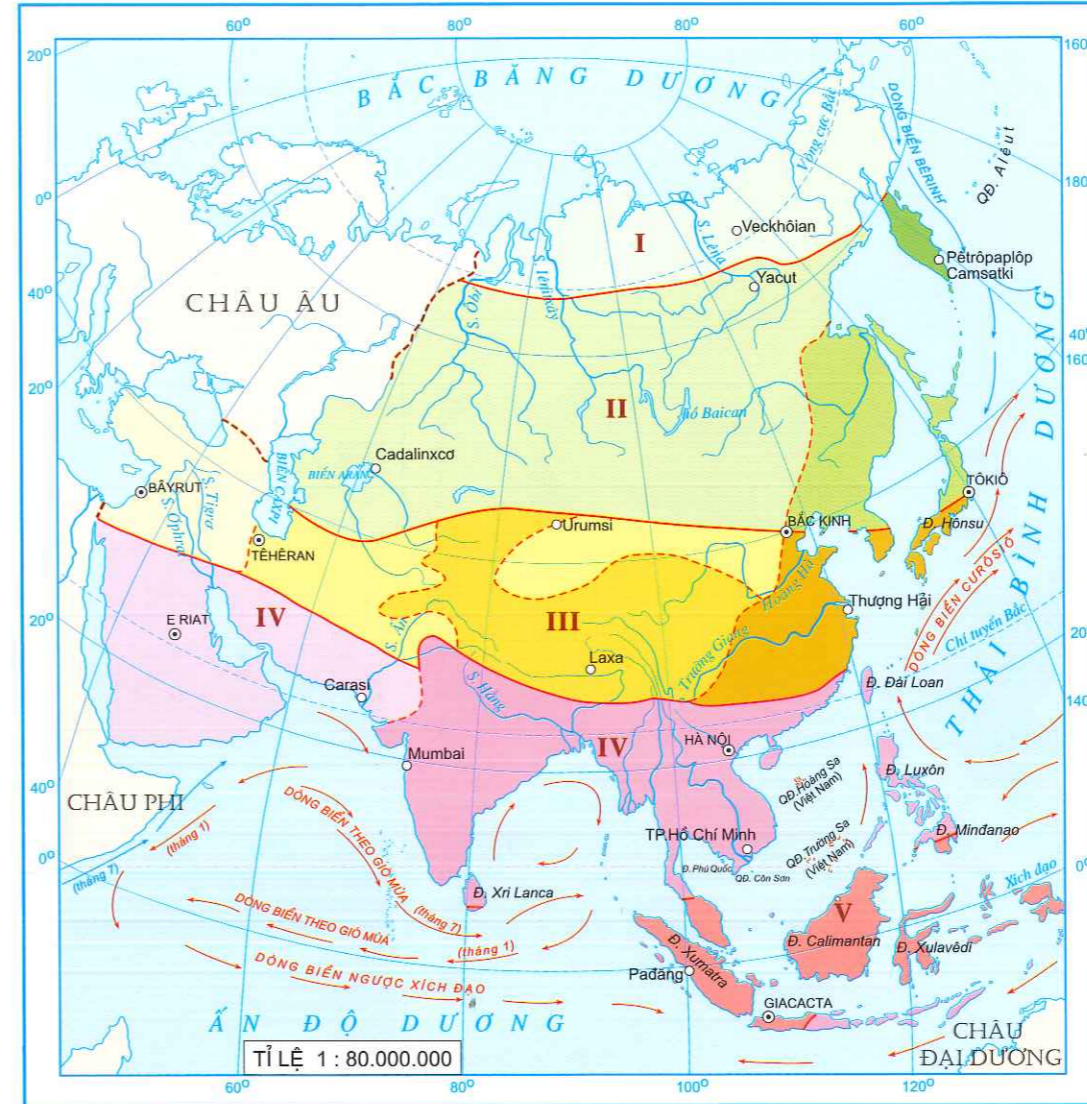 60°
80°
80°
60°
20°
160°
BẮC BĂNG DƯƠNG
Vòng cực Bắc
DÒNG BIỂN BÊRINH
QĐ. Alêut
0°
180°
I
S. Lêna
Veckhôian
Pêtrôpaplôp
Camsatki
40°
CHÂU ÂU
S. Ôbi
S. Iênitxây
Yacut
40°
160°
20°
II
hồ Baican
Cadalinxcơ
BIỂN ARAN
BIỂN CAXPI
BÂYRUT
S. Tigrơ
S. Ơphrat
TÊHÊRAN
Urumsi
BẮC KINH
TÔKIÔ
Đ. Hônsu
Hoàng Hà
Thượng Hải
20°
20°
E RIAT
IV
III
S. Ấn
Laxa
Trường Giang
DÒNG BIỂN CURÔSIÔ
Chí tuyến Bắc
THÁI BÌNH DƯƠNG
Đ. Đài Loan
140°
Carasi
S. Hằng
Mumbai
IV
HÀ NỘI
QĐ.Hoàng Sa
(Việt Nam)
Đ. Luxôn
40°
CHÂU PHI
(tháng 1)
(tháng 7)
DÒNG BIỂN THEO GIÓ MÙA
(tháng 7)
TP.Hồ Chí Minh
Đ. Phú Quốc
QĐ. Côn Sơn
QĐ.Trường Sa
(Việt Nam)
Đ. Minđanao
0°
0°
Xích đạo
Đ. Xri Lanca
DÒNG BIỂN THEO GIÓ MÙA
(tháng 1)
V
Đ. Calimantan
Đ. Xulavêdi
Đ. Xumatra
Pađăng
DÒNG BIỂN NGƯỢC XÍCH ĐẠO
GIACACTA
ẤN ĐỘ DƯƠNG
CHÂU
ĐẠI DƯƠNG
TỈ LỆ 1 : 80.000.000
60°
80°
100°
120°